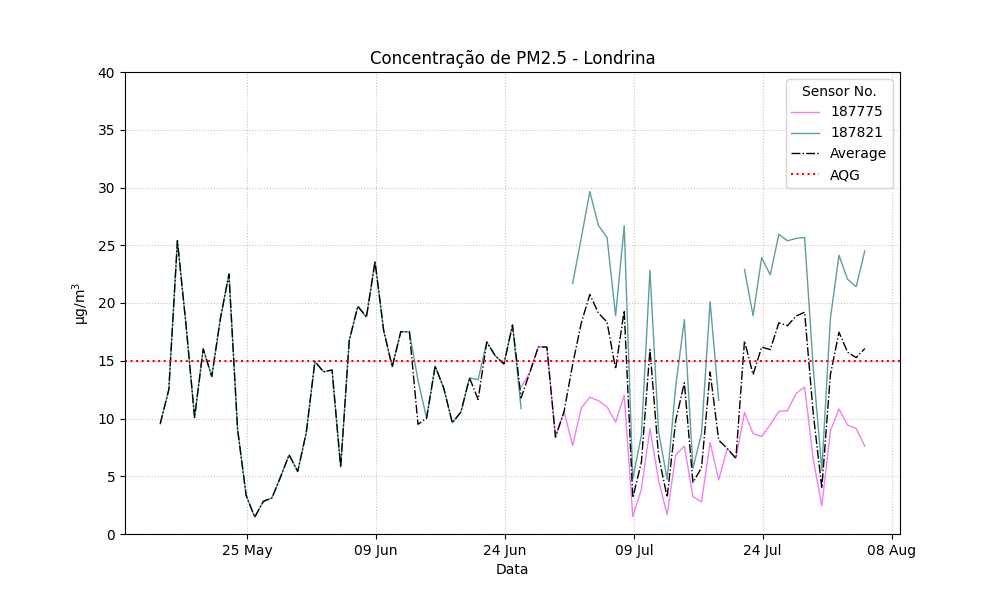 Concentração de PM2.5 - Londrina
40
35
30
25
20
15
10
5
0
µg/m³
Sensor No.
187775
187821
Average
AQG
25 May
09 Jun
24 Jun
09 Jul
24 Jul
08 Aug
Data